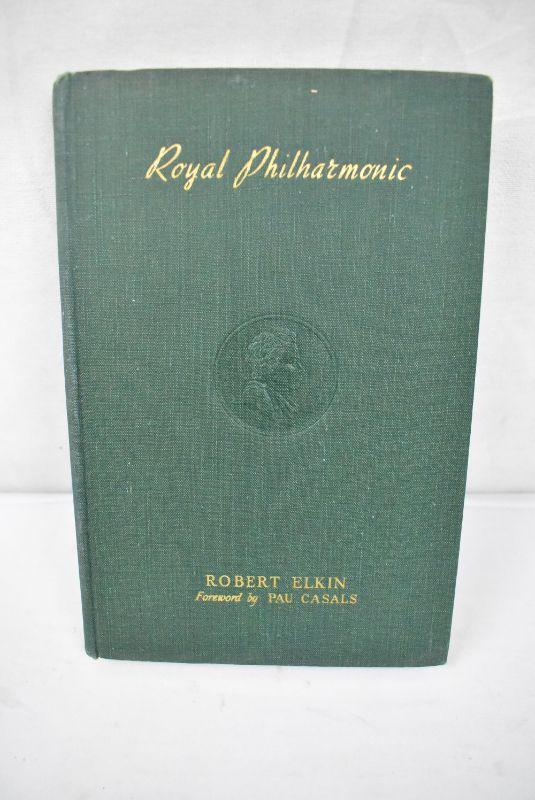 Royal Philharmonic
ROBERT ELKIN
Foreword by PAU CASALS